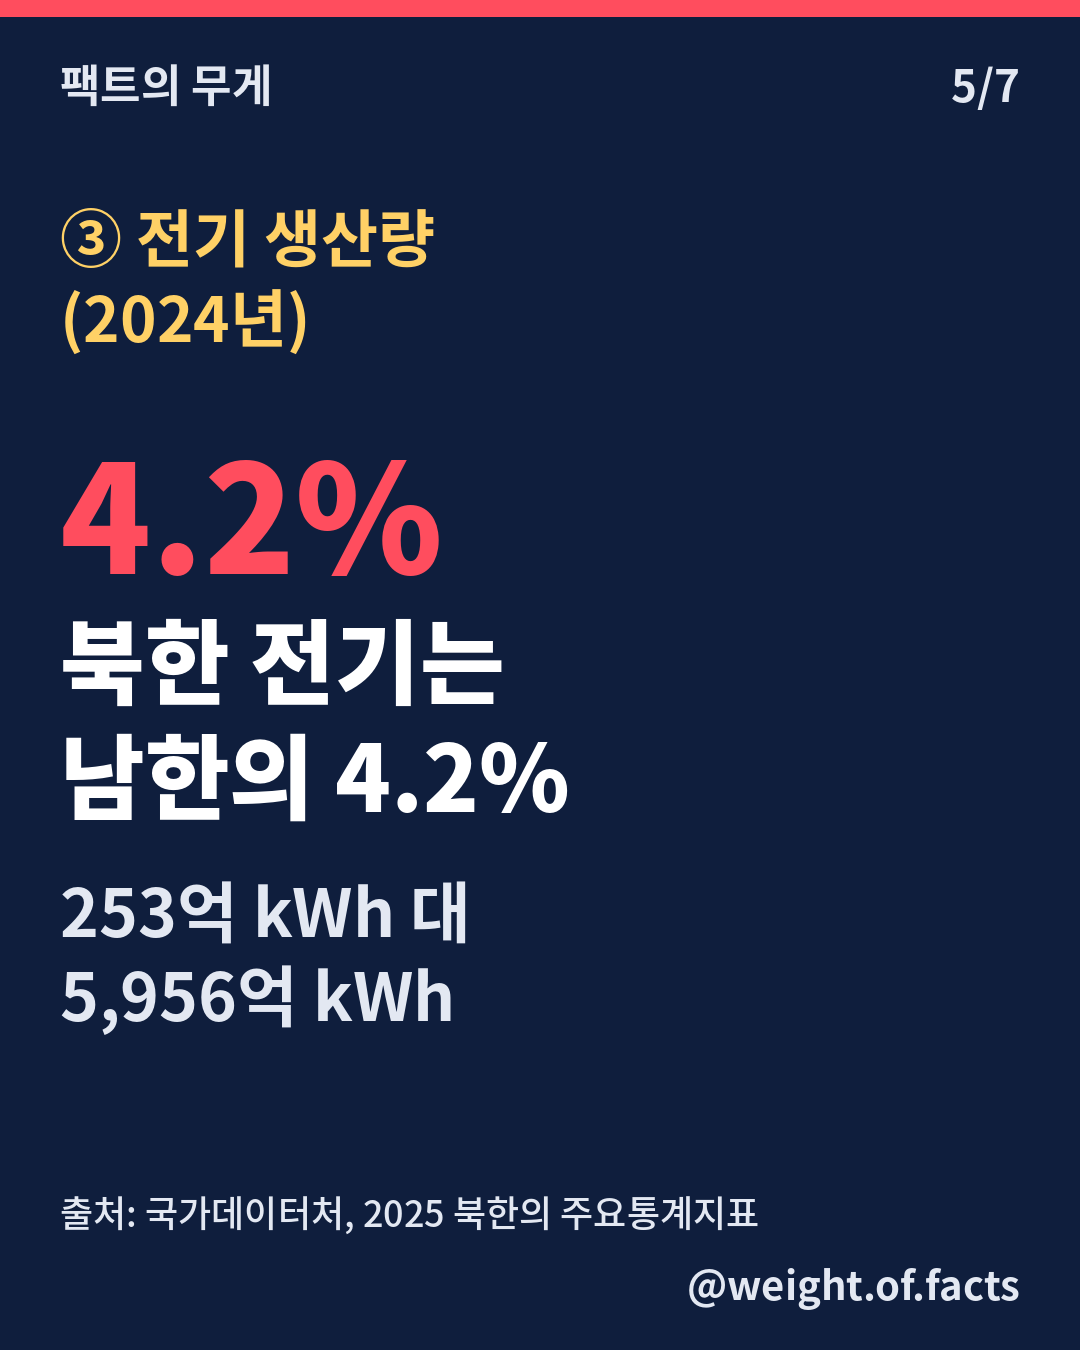 팩트의 무게
5/7
③ 전기 생산량
(2024년)
4.2%
북한 전기는
남한의 4.2%
253억 kWh 대
5,956억 kWh
출처: 국가데이터처, 2025 북한의 주요통계지표
@weight.of.facts